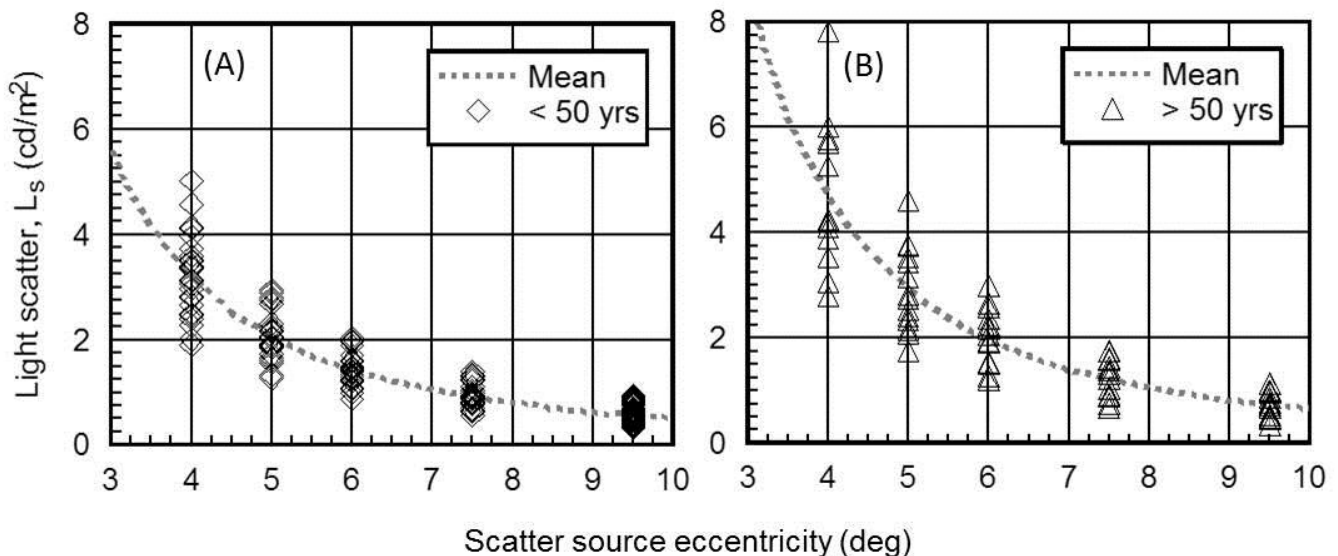 Light scatter, Ls (cd/m²)
8
6
4
2
0
(A)
Mean
< 50 yrs
3 4 5 6 7 8 9 10
8
6
4
2
0
(B)
Mean
> 50 yrs
3 4 5 6 7 8 9 10
Scatter source eccentricity (deg)